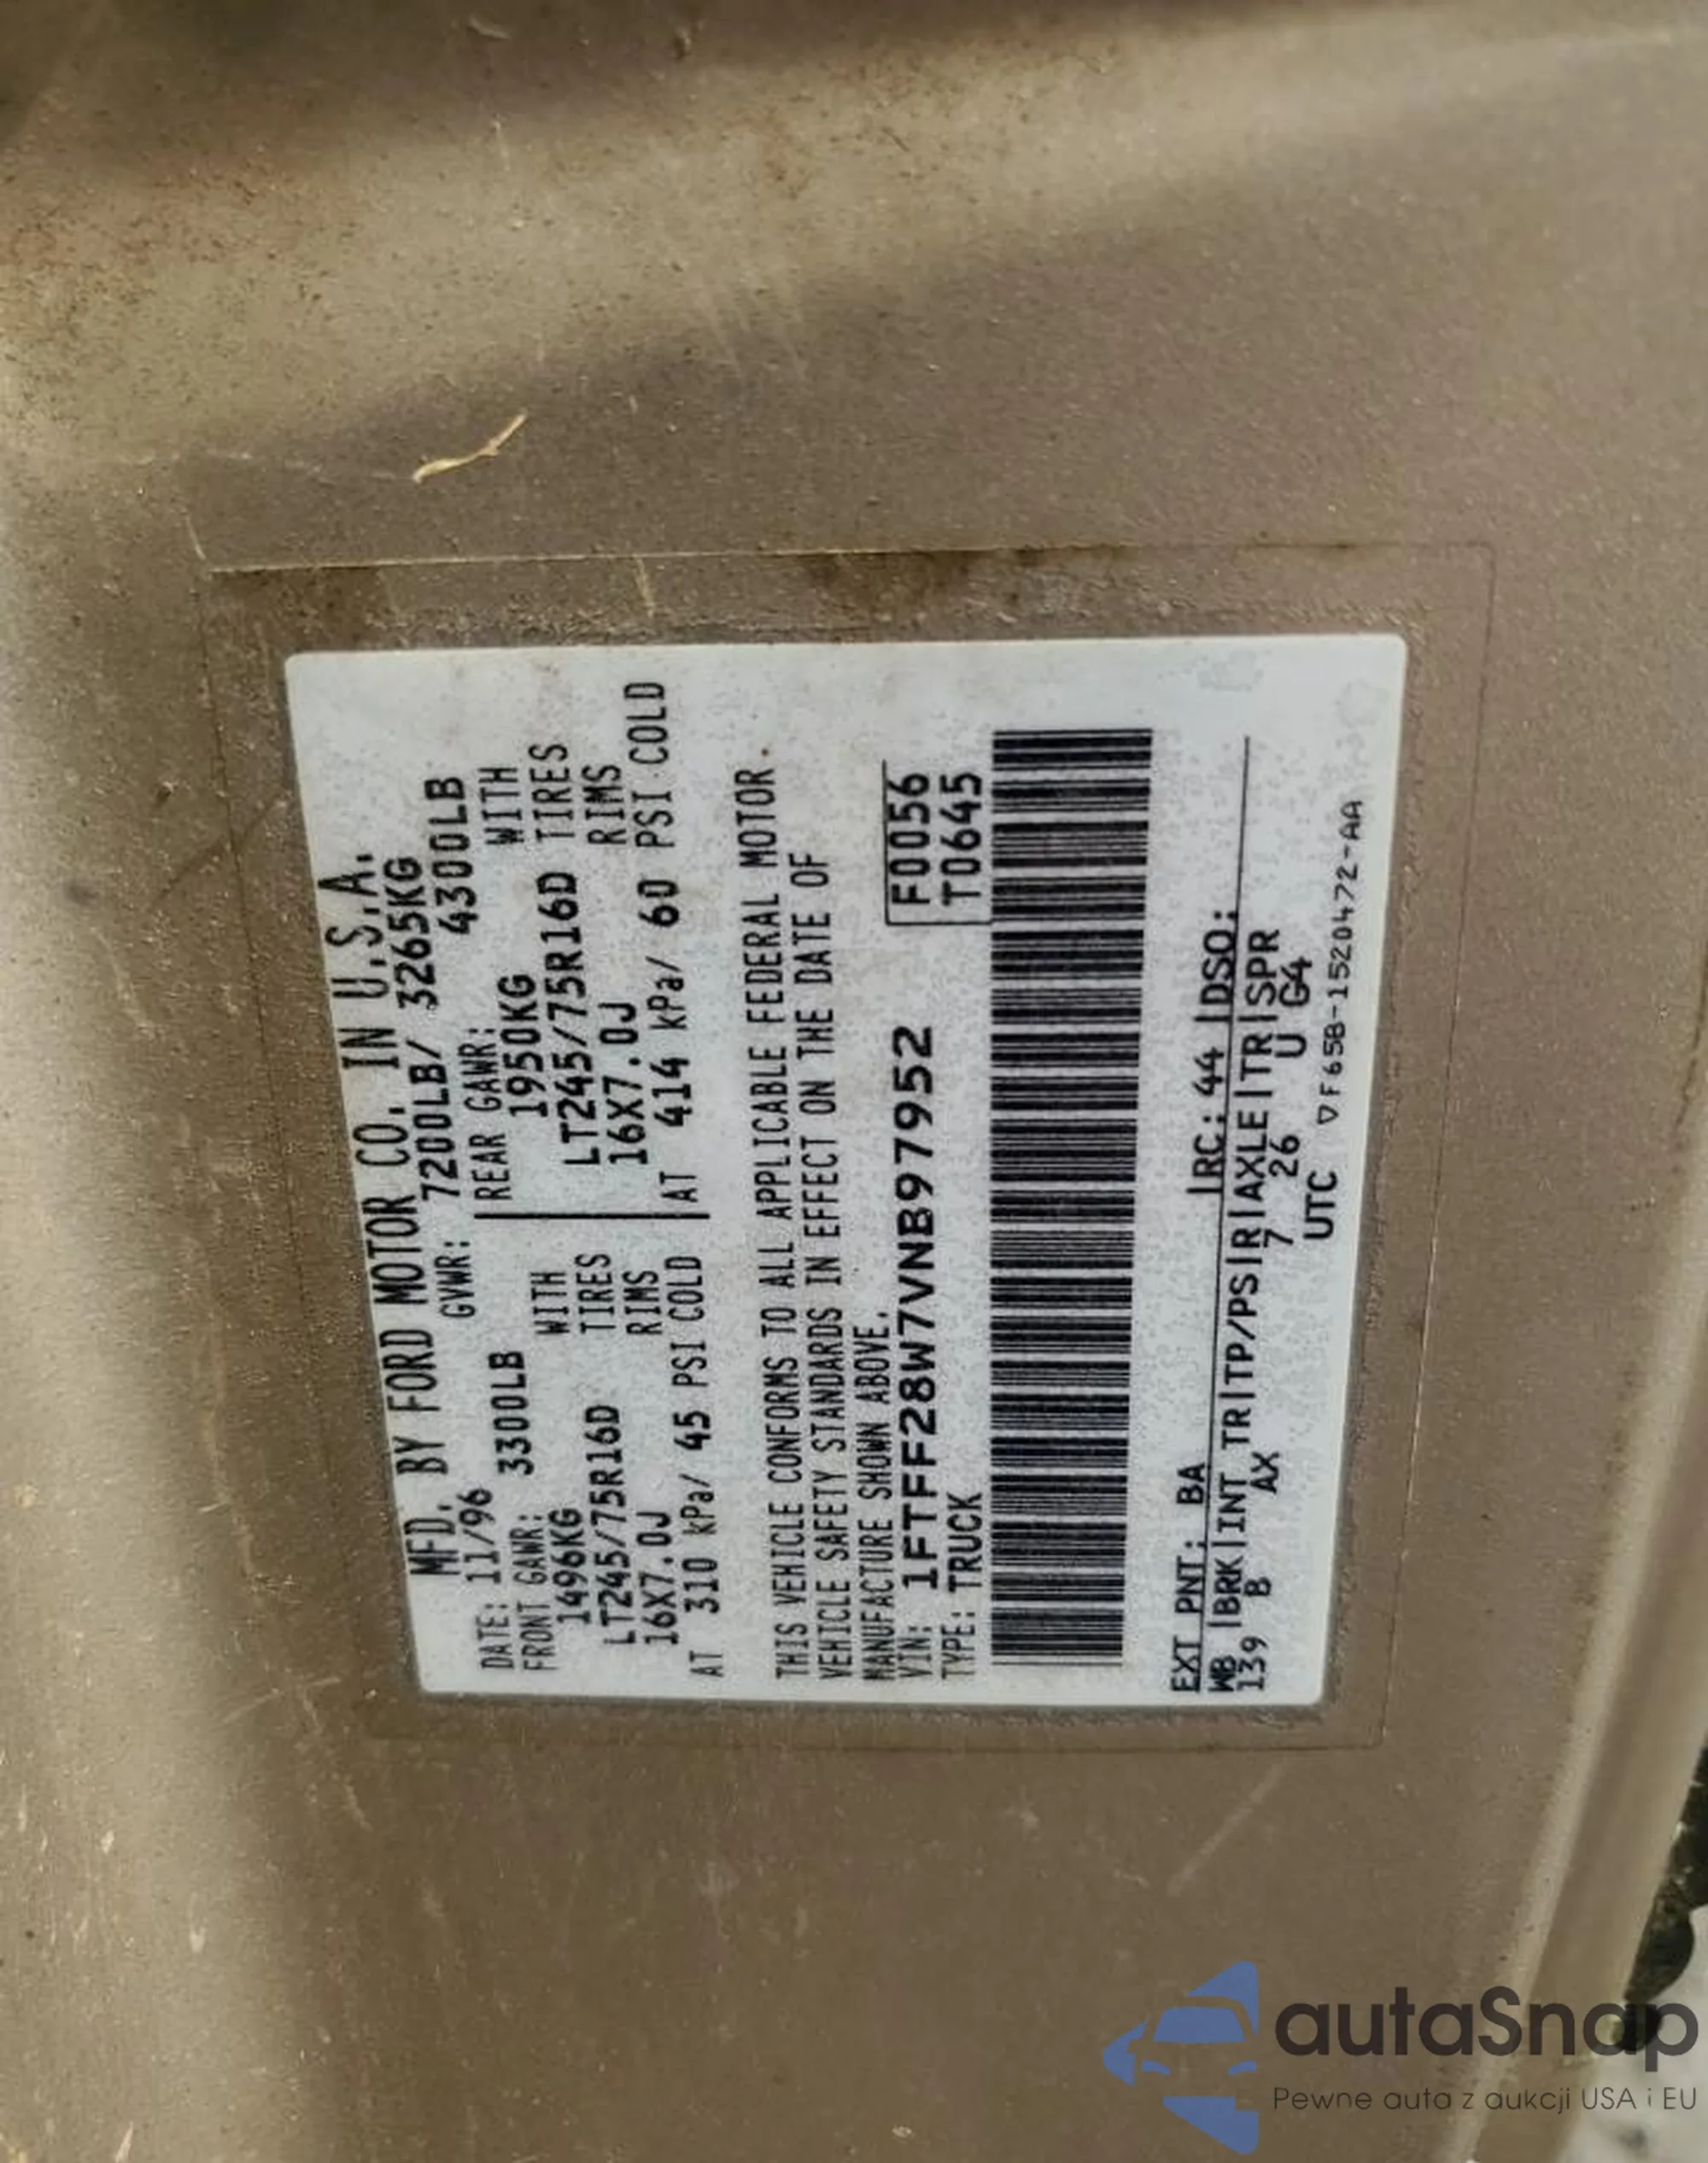 MFD. BY FORD MOTOR CO. IN U.S.A.
DATE: 11/96 GVWR: 7200LB/ 3265KG
FRONT GAWR: 3300LB REAR GAWR: 4300LB
1496KG WITH 1950KG WITH
LT245/75R16D TIRES LT245/75R16D TIRES
16X7.0J RIMS 16X7.0J RIMS
AT 310 kPa/ 45 PSI COLD AT 414 kPa/ 60 PSI COLD
THIS VEHICLE CONFORMS TO ALL APPLICABLE FEDERAL MOTOR
VEHICLE SAFETY STANDARDS IN EFFECT ON THE DATE OF
MANUFACTURE SHOWN ABOVE.
VIN: 1FTFF28W7VNB97952 F0056
TYPE: TRUCK T0645
EXT PNT: BA RC: 44 DSO:
WB BRK INT TR TP/PS R AXLE TR SPR
139 B AX 7 26 U G4
UTC ▽F65B-1520472-AA
autaSnap
Pewne auta z aukcji USA i EU